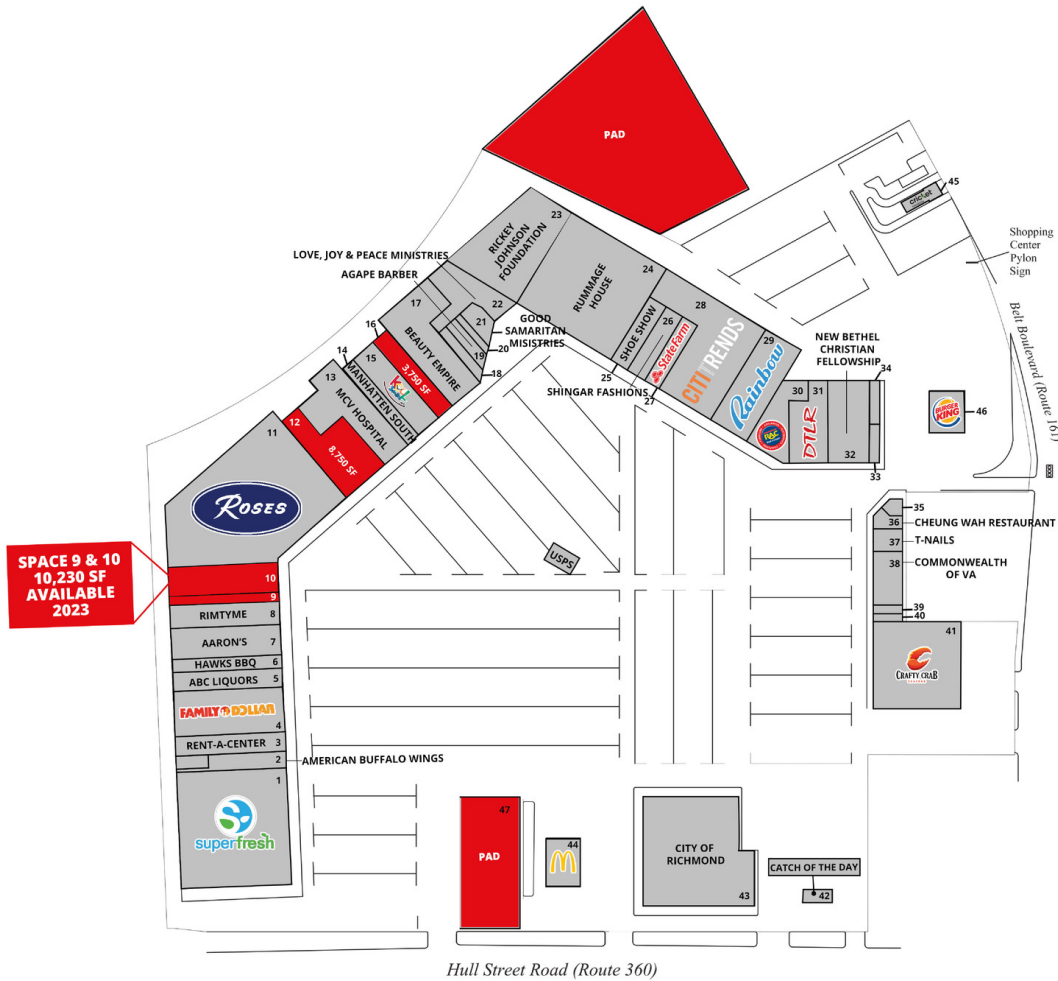 PAD
45
cricket
Shopping
Center
Pylon
Sign
Belt Boulevard (Route 161)
23
RICKEY
JOHNSON
FOUNDATION
LOVE, JOY & PEACE MINISTRIES
AGAPE BARBER
24
RUMMAGE
HOUSE
17
22
21
GOOD
SAMARITAN
MISISTRIES
20
19
18
BEAUTY EMPIRE
28
CITITRENDS
26
SHOE SHOW
StateFarm
25
SHINGAR FASHIONS
27
29
Rainbow
NEW BETHEL
CHRISTIAN
FELLOWSHIP
34
16
3,750 SF
15
14
MANHATTEN SOUTH
13
MCV HOSPITAL
12
8,750 SF
11
ROSES
30
31
DTLR
32
33
BURGER
KING
46
35
36
CHEUNG WAH RESTAURANT
37
T-NAILS
38
COMMONWEALTH
OF VA
39
40
41
CRAFTY CRAB
USPS
SPACE 9 & 10
10,230 SF
AVAILABLE
2023
10
9
RIMTYME 8
AARON'S 7
HAWKS BBQ 6
ABC LIQUORS 5
FAMILY DOLLAR
4
RENT-A-CENTER 3
2
AMERICAN BUFFALO WINGS
1
superfresh
47
PAD
44
CITY OF
RICHMOND
43
CATCH OF THE DAY
42
Hull Street Road (Route 360)